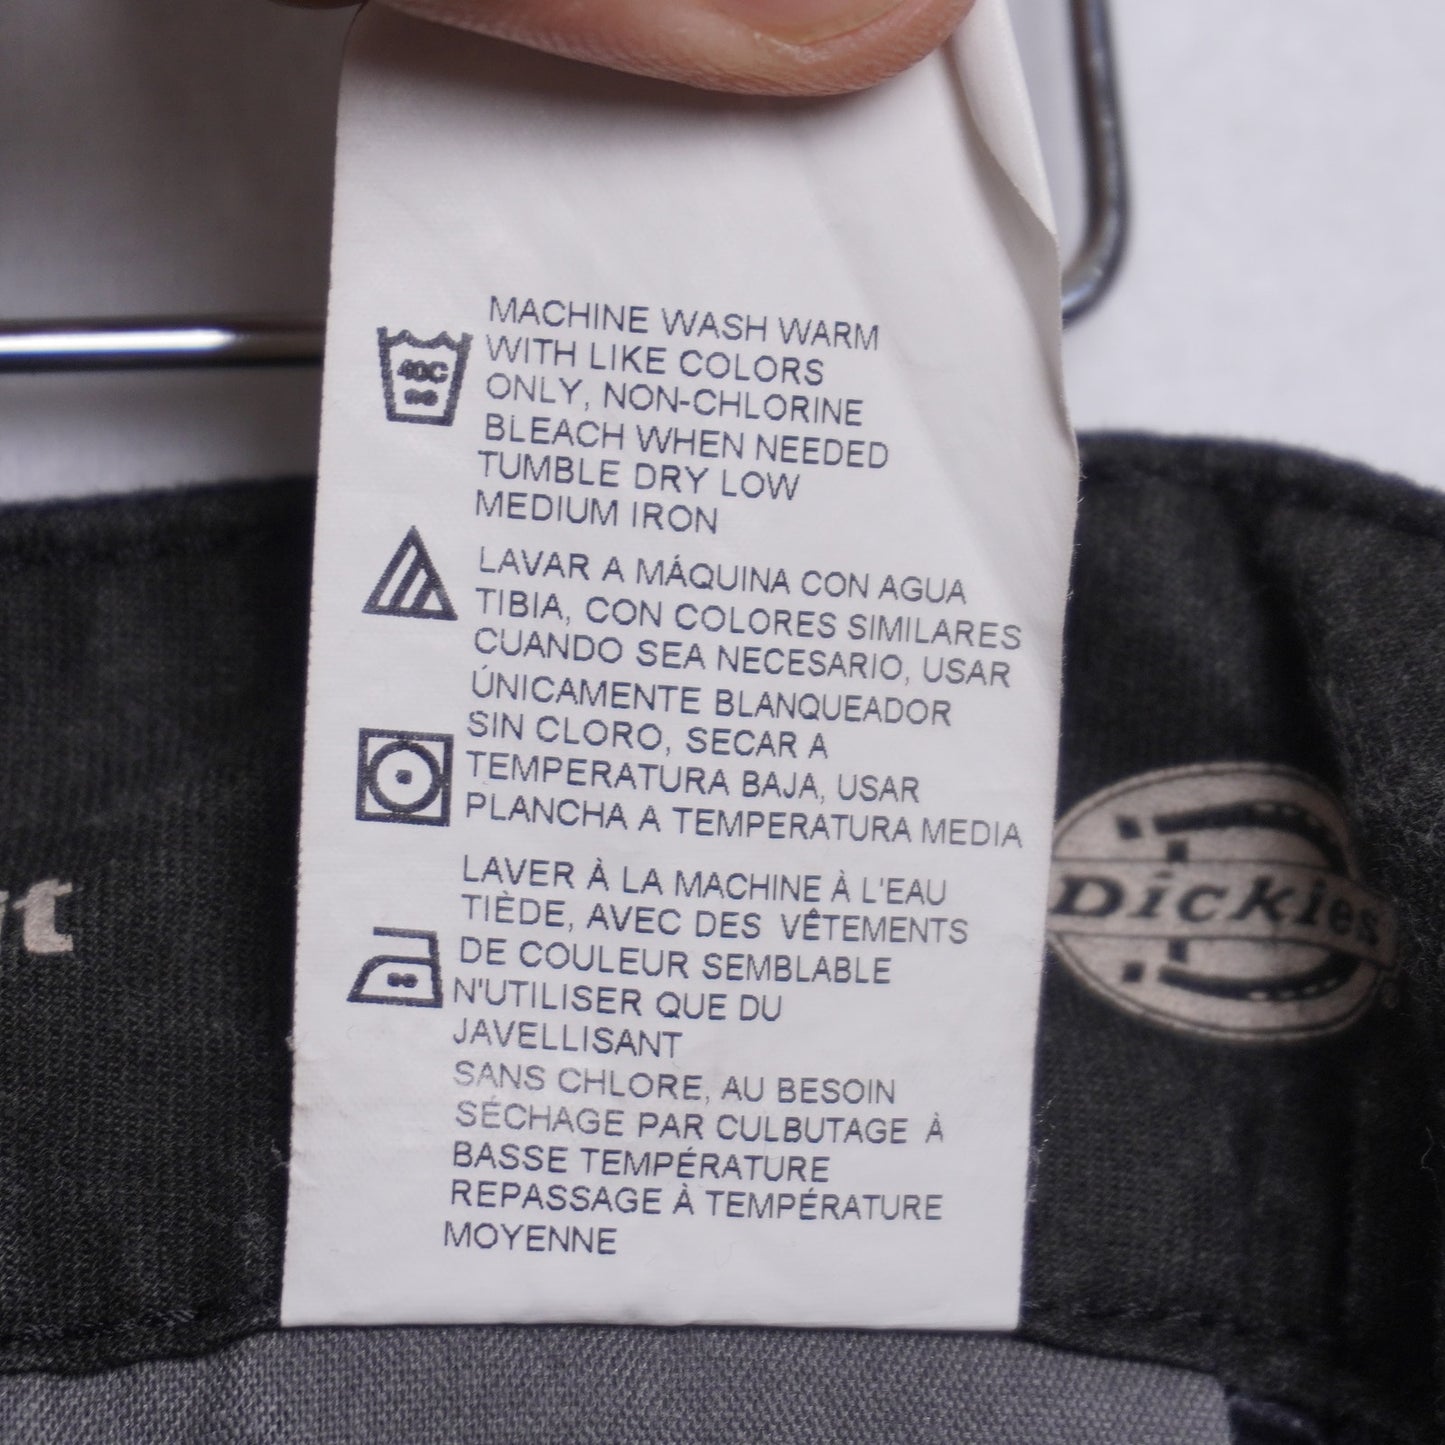 MACHINE WASH WARM
WITH LIKE COLORS
ONLY, NON-CHLORINE
BLEACH WHEN NEEDED
TUMBLE DRY LOW
MEDIUM IRON
40C
LAVAR A MÁQUINA CON AGUA
TIBIA, CON COLORES SIMILARES
CUANDO SEA NECESARIO, USAR
ÚNICAMENTE BLANQUEADOR
SIN CLORO, SECAR A
TEMPERATURA BAJA, USAR
PLANCHA A TEMPERATURA MEDIA
LAVER À LA MACHINE À L'EAU
TIÈDE, AVEC DES VÊTEMENTS
DE COULEUR SEMBLABLE
N'UTILISER QUE DU
JAVELLISANT
SANS CHLORE, AU BESOIN
SÉCHAGE PAR CULBUTAGE À
BASSE TEMPÉRATURE
REPASSAGE À TEMPÉRATURE
MOYENNE
Dickies®